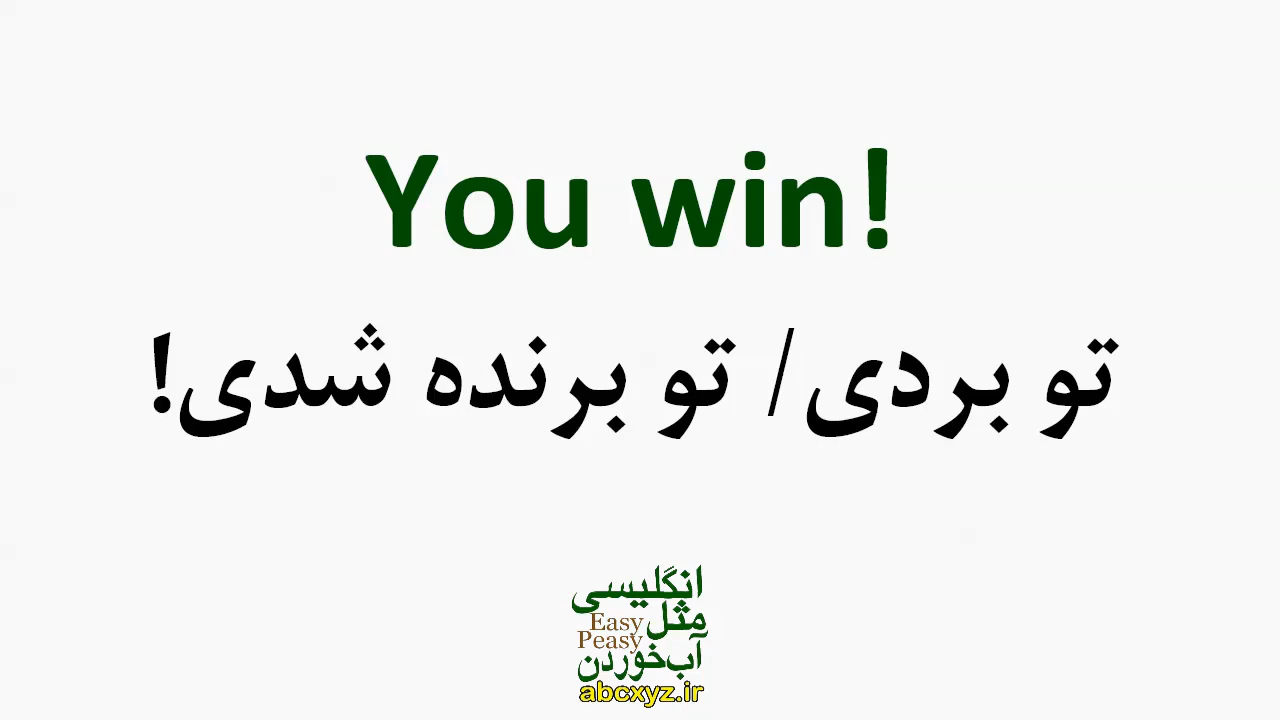 You win!
تو بردی/ تو برنده شدی!
انگلیسی
مثل Easy
Peasy
آب‌خوردن
abcxyz.ir